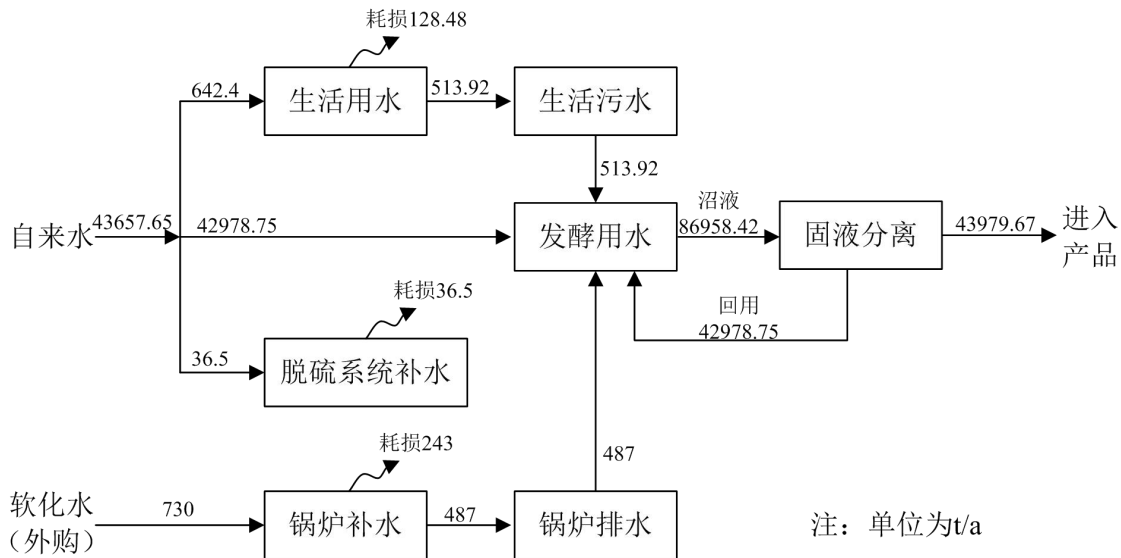 耗损128.48
642.4
生活用水
513.92
生活污水
513.92
自来水
43657.65
42978.75
发酵用水
沼液
86958.42
固液分离
43979.67
进入
产品
回用
42978.75
耗损36.5
36.5
脱硫系统补水
耗损243
487
软化水
（外购）
730
锅炉补水
487
锅炉排水
注：单位为t/a